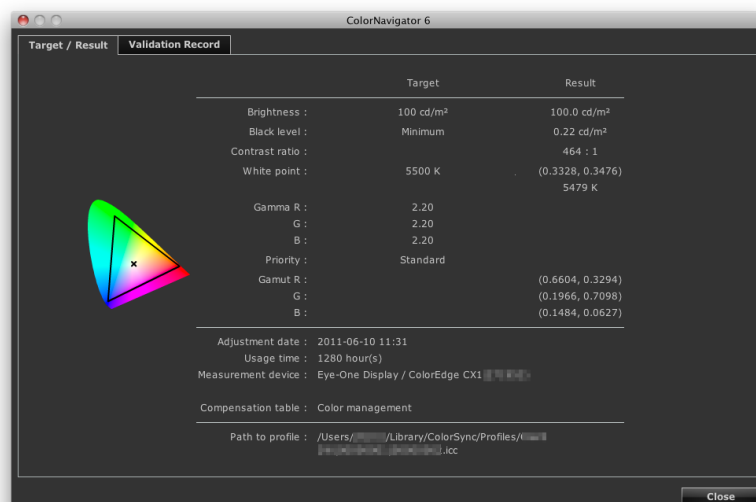 ColorNavigator 6
Target / Result Validation Record
Target Result
Brightness : 100 cd/m² 100.0 cd/m²
Black level : Minimum 0.22 cd/m²
Contrast ratio : 464 : 1
White point : 5500 K (0.3328, 0.3476)
5479 K
Gamma R : 2.20
G : 2.20
B : 2.20
Priority : Standard
Gamut R : (0.6604, 0.3294)
G : (0.1966, 0.7098)
B : (0.1484, 0.0627)
Adjustment date : 2011-06-10 11:31
Usage time : 1280 hour(s)
Measurement device : Eye-One Display / ColorEdge CX1
Compensation table : Color management
Path to profile : /Users/ /Library/ColorSync/Profiles/
.icc
Close